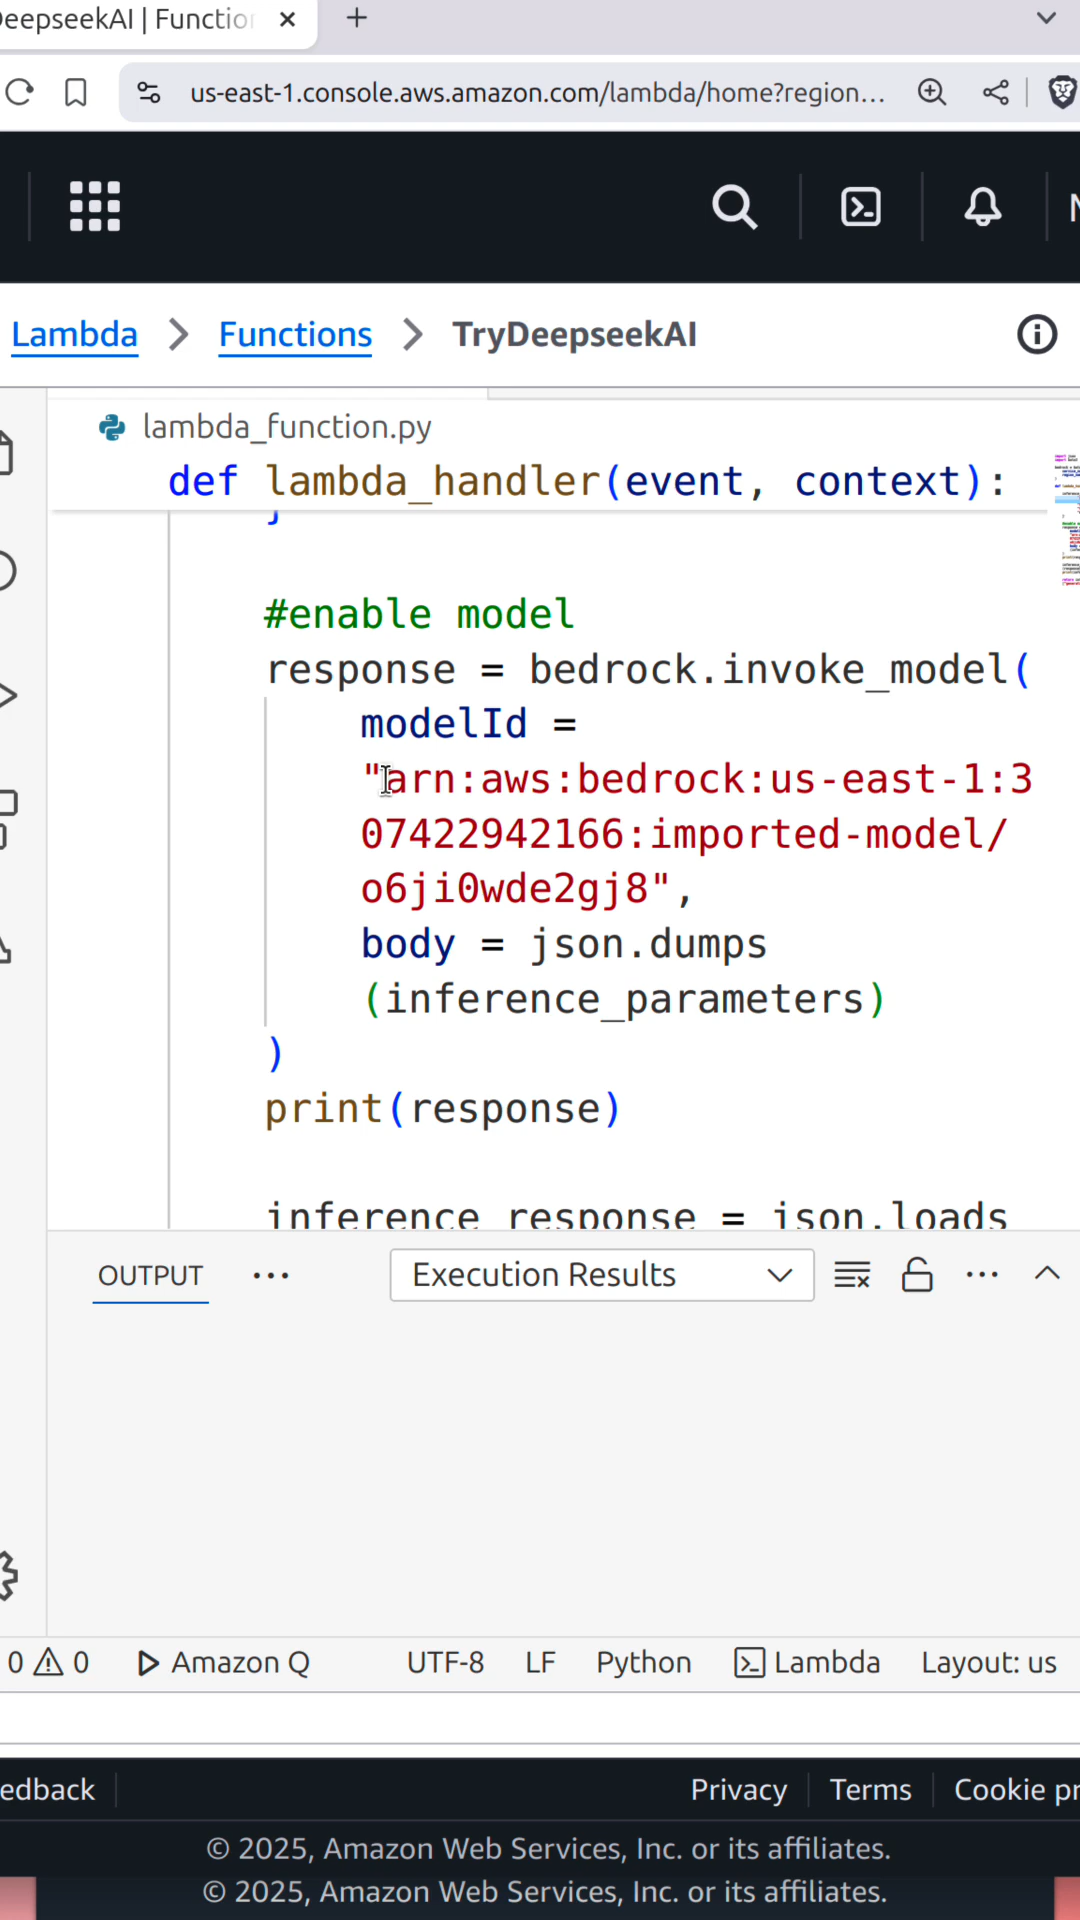 DeepseekAI | Functio
us-east-1.console.aws.amazon.com/lambda/home?region...
Lambda > Functions > TryDeepseekAI
lambda_function.py
def lambda_handler(event, context):
}
#enable model
response = bedrock.invoke_model(
modelId =
"arn:aws:bedrock:us-east-1:3
07422942166:imported-model/
o6ji0wde2gj8",
body = json.dumps
(inference_parameters)
)
print(response)
inference_response = json.loads
OUTPUT ... Execution Results
0 0 Amazon Q UTF-8 LF Python Lambda Layout: us
edback Privacy Terms Cookie pr
© 2025, Amazon Web Services, Inc. or its affiliates.
© 2025, Amazon Web Services, Inc. or its affiliates.